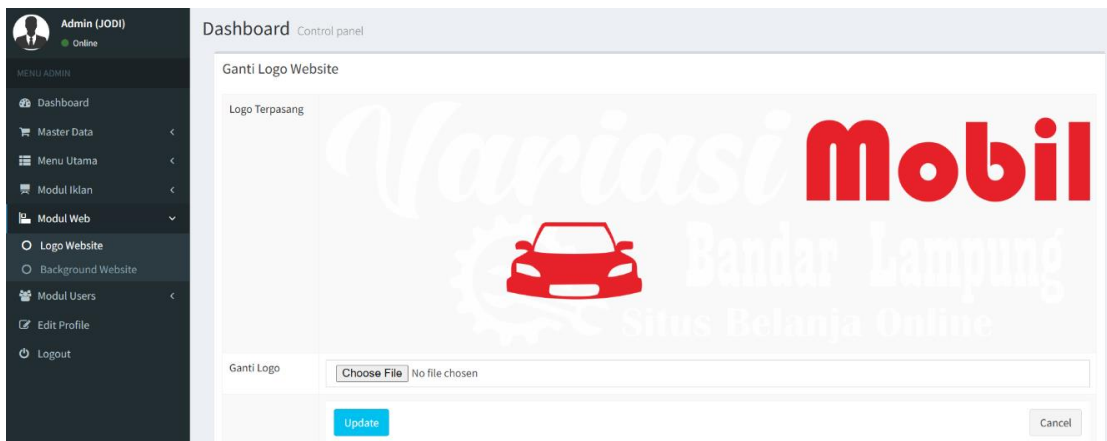 Admin (JODI)
Online
MENU ADMIN
Dashboard
Master Data
Menu Utama
Modul Iklan
Modul Web
Logo Website
Background Website
Modul Users
Edit Profile
Logout
Dashboard Control panel
Ganti Logo Website
Logo Terpasang
Variasi Mobil
Bandar Lampung
Situs Belanja Online
Ganti Logo
Choose File No file chosen
Update
Cancel